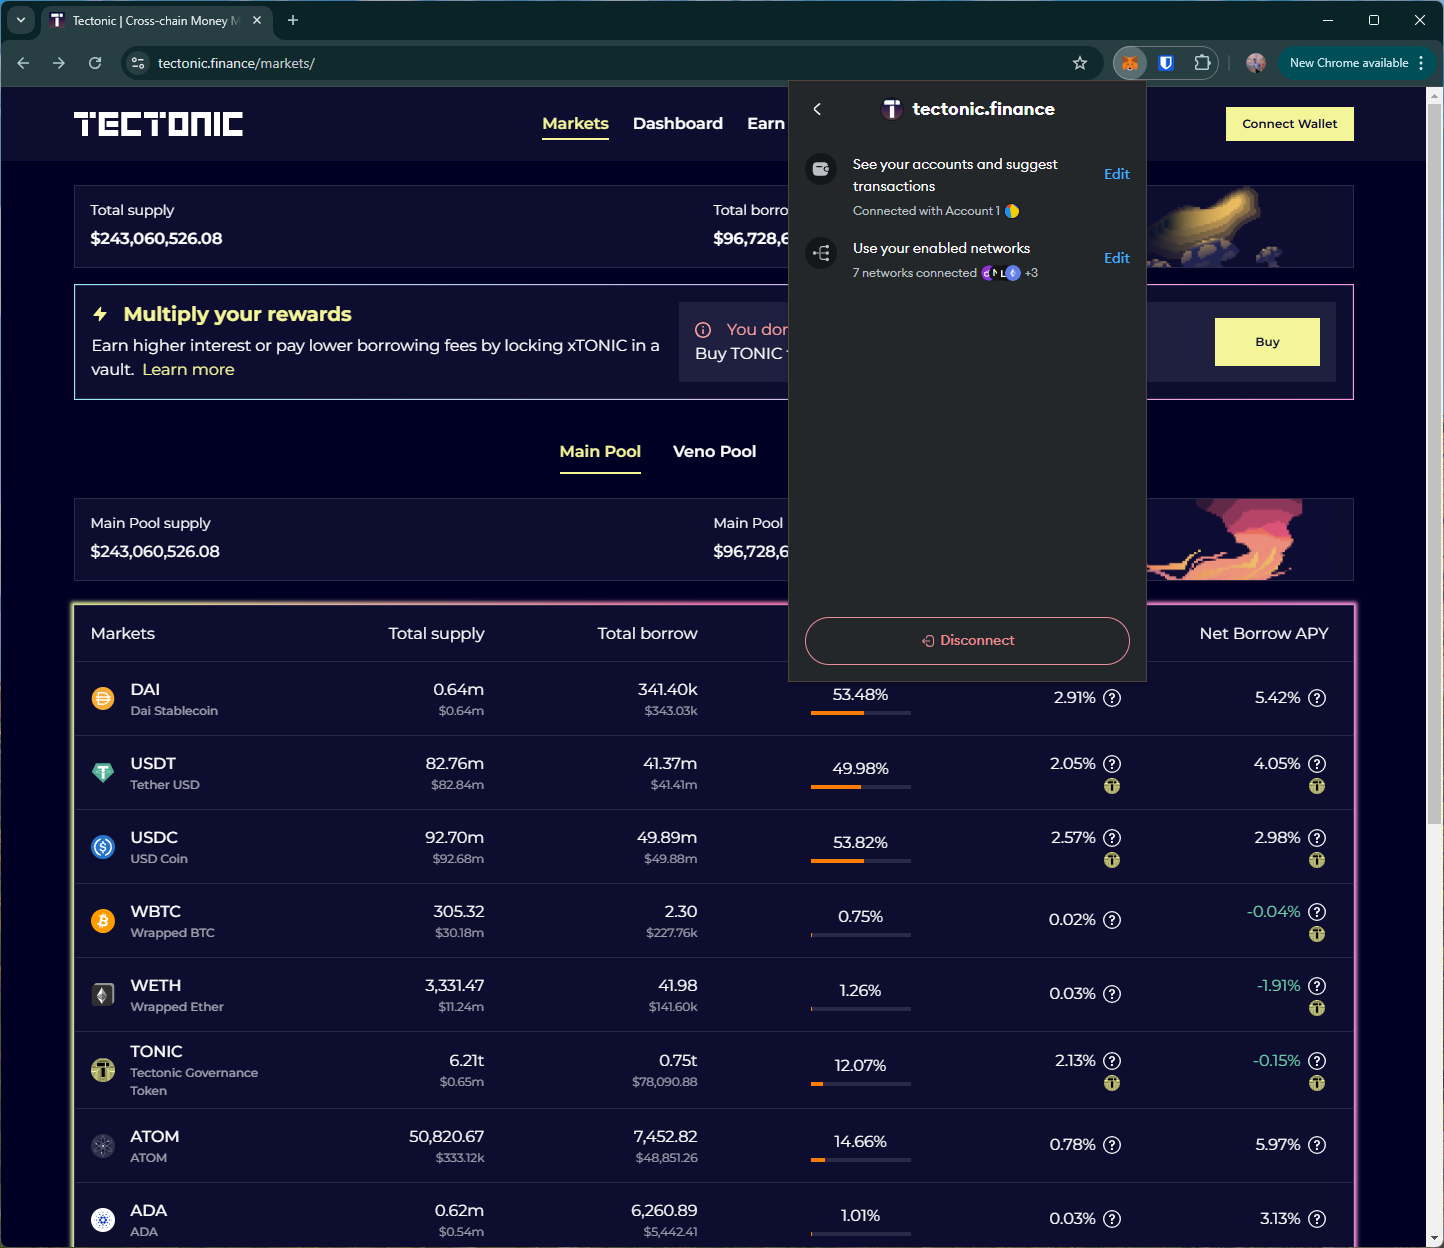 Tectonic | Cross-chain Money M
tectonic.finance/markets/
New Chrome available
TECTONIC
Markets
Dashboard
Earn
Connect Wallet
tectonic.finance
See your accounts and suggest
transactions
Edit
Connected with Account 1
Use your enabled networks
Edit
7 networks connected
+3
Disconnect
Total supply
$243,060,526.08
Total borro
$96,728,6
Multiply your rewards
Earn higher interest or pay lower borrowing fees by locking xTONIC in a
vault. Learn more
You don
Buy TONIC
Buy
Main Pool
Veno Pool
Main Pool supply
$243,060,526.08
Main Pool
$96,728,6
Markets
Total supply
Total borrow
Net Borrow APY
DAI
Dai Stablecoin
0.64m
$0.64m
341.40k
$343.03k
53.48%
2.91%
5.42%
USDT
Tether USD
82.76m
$82.84m
41.37m
$41.41m
49.98%
2.05%
4.05%
USDC
USD Coin
92.70m
$92.68m
49.89m
$49.88m
53.82%
2.57%
2.98%
WBTC
Wrapped BTC
305.32
$30.18m
2.30
$227.76k
0.75%
0.02%
-0.04%
WETH
Wrapped Ether
3,331.47
$11.24m
41.98
$141.60k
1.26%
0.03%
-1.91%
TONIC
Tectonic Governance
Token
6.21t
$0.65m
0.75t
$78,090.88
12.07%
2.13%
-0.15%
ATOM
ATOM
50,820.67
$333.12k
7,452.82
$48,851.26
14.66%
0.78%
5.97%
ADA
ADA
0.62m
$0.54m
6,260.89
$5,442.41
1.01%
0.03%
3.13%